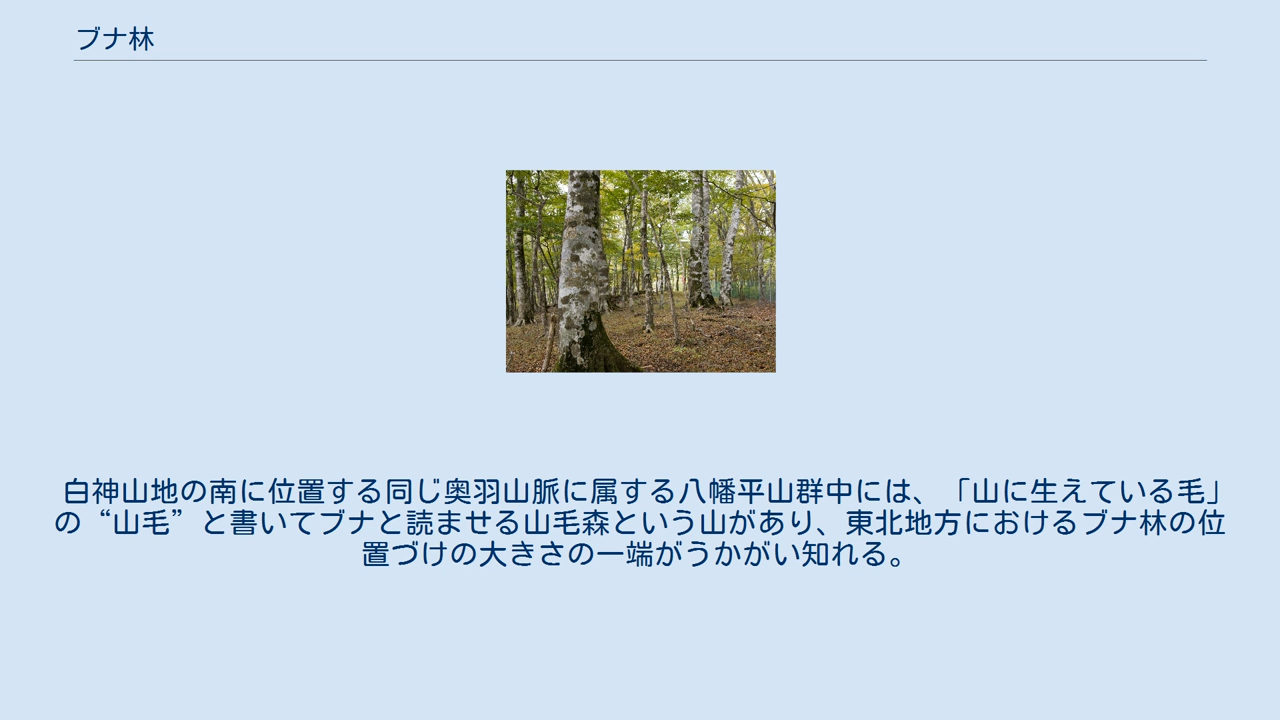 ブナ林
白神山地の南に位置する同じ奥羽山脈に属する八幡平山群中には、「山に生えている毛」
の“山毛”と書いてブナと読ませる山毛森という山があり、東北地方におけるブナ林の位
置づけの大きさの一端がうかがい知れる。